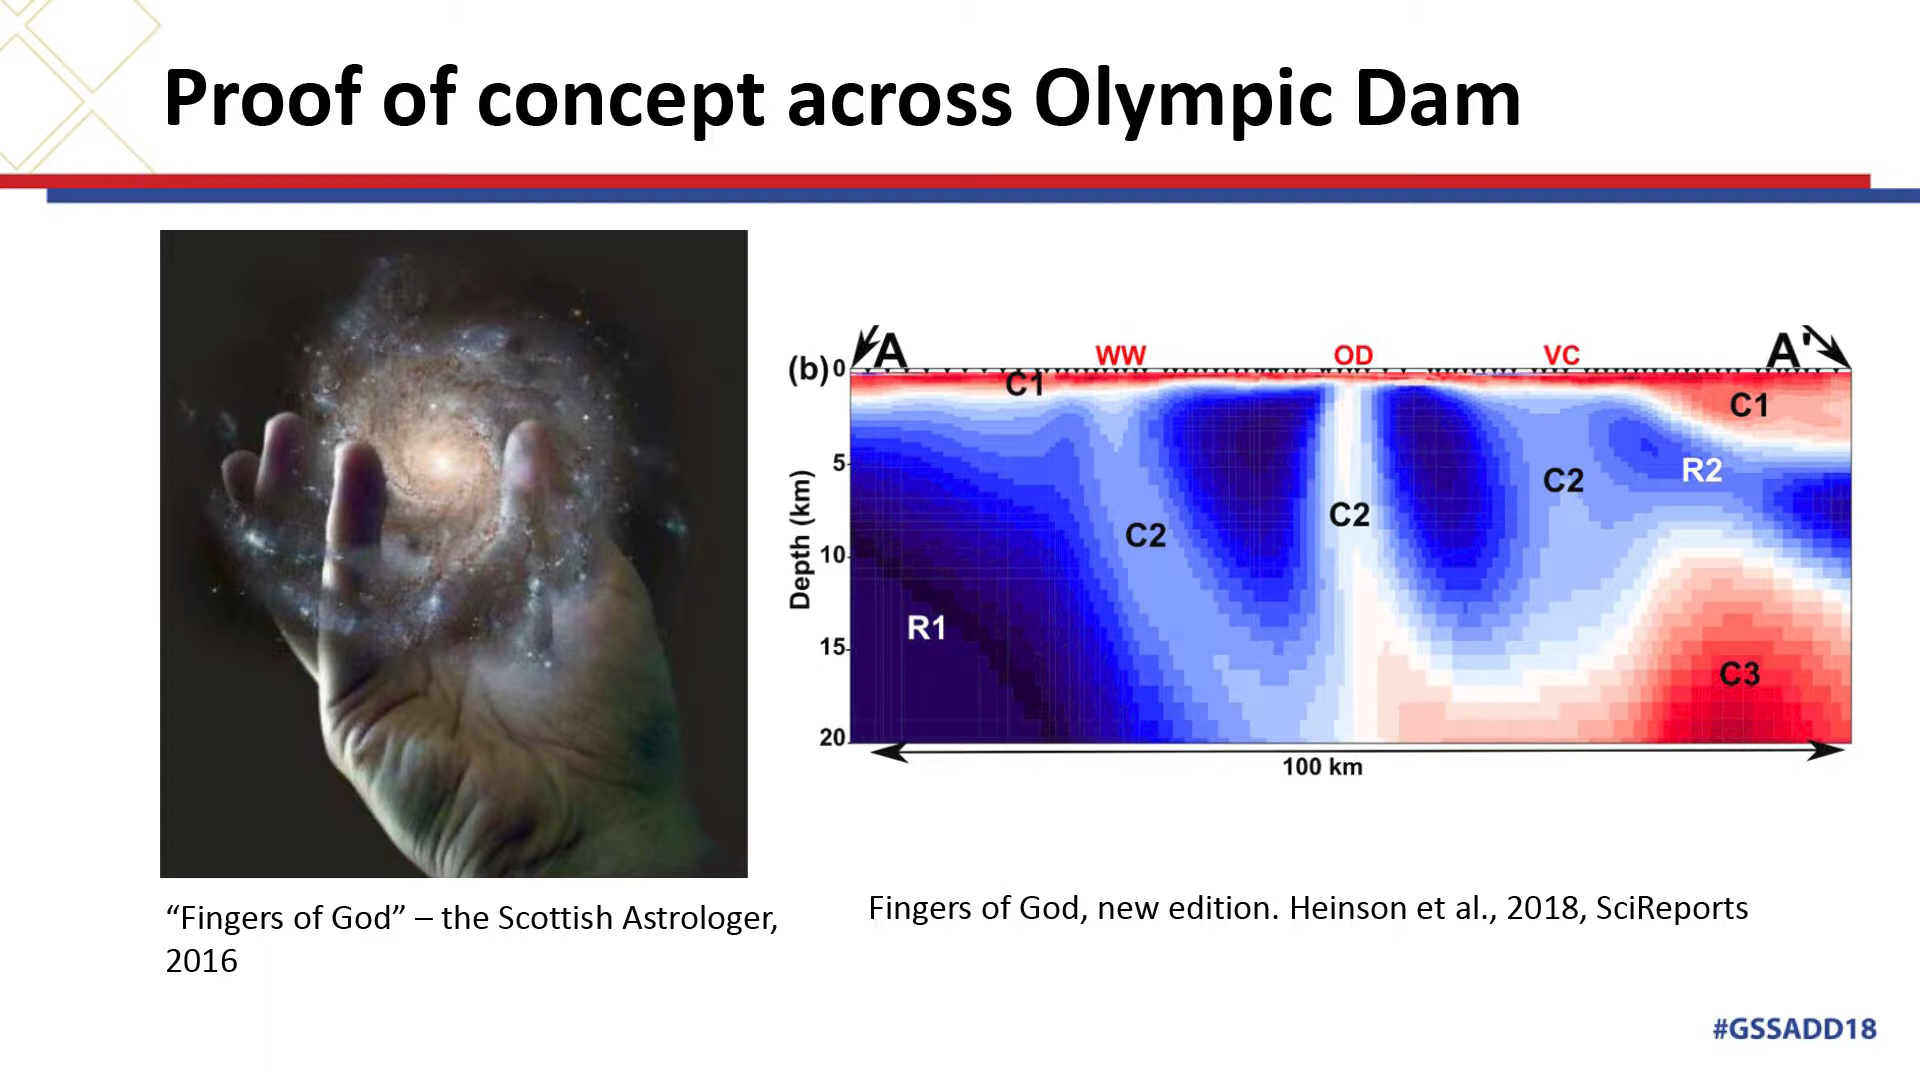 Proof of concept across Olympic Dam
(b)
A
WW
OD
VC
A'
0
5
10
15
20
Depth (km)
C1
C1
C2
C2
C2
R2
R1
C3
100 km
“Fingers of God” – the Scottish Astrologer,
2016
Fingers of God, new edition. Heinson et al., 2018, SciReports
#GSSADD18